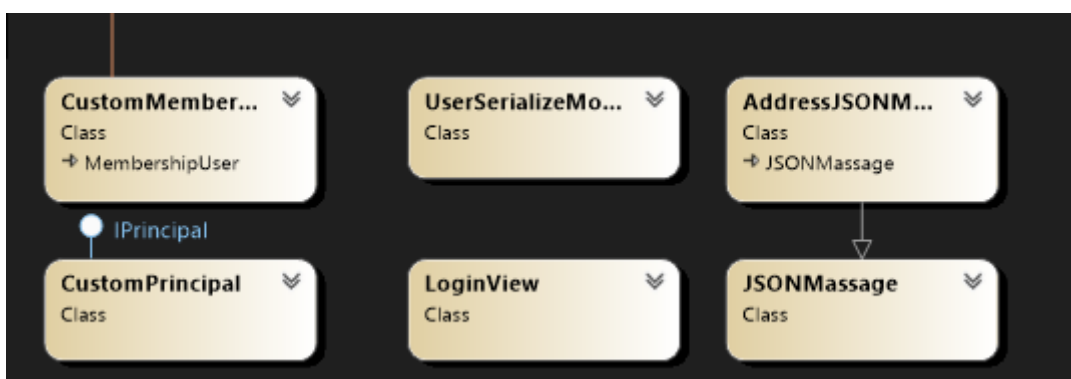 CustomMember...
Class
MembershipUser
UserSerializeMo...
Class
AddressJSONM...
Class
JSONMassage
IPrincipal
CustomPrincipal
Class
LoginView
Class
JSONMassage
Class